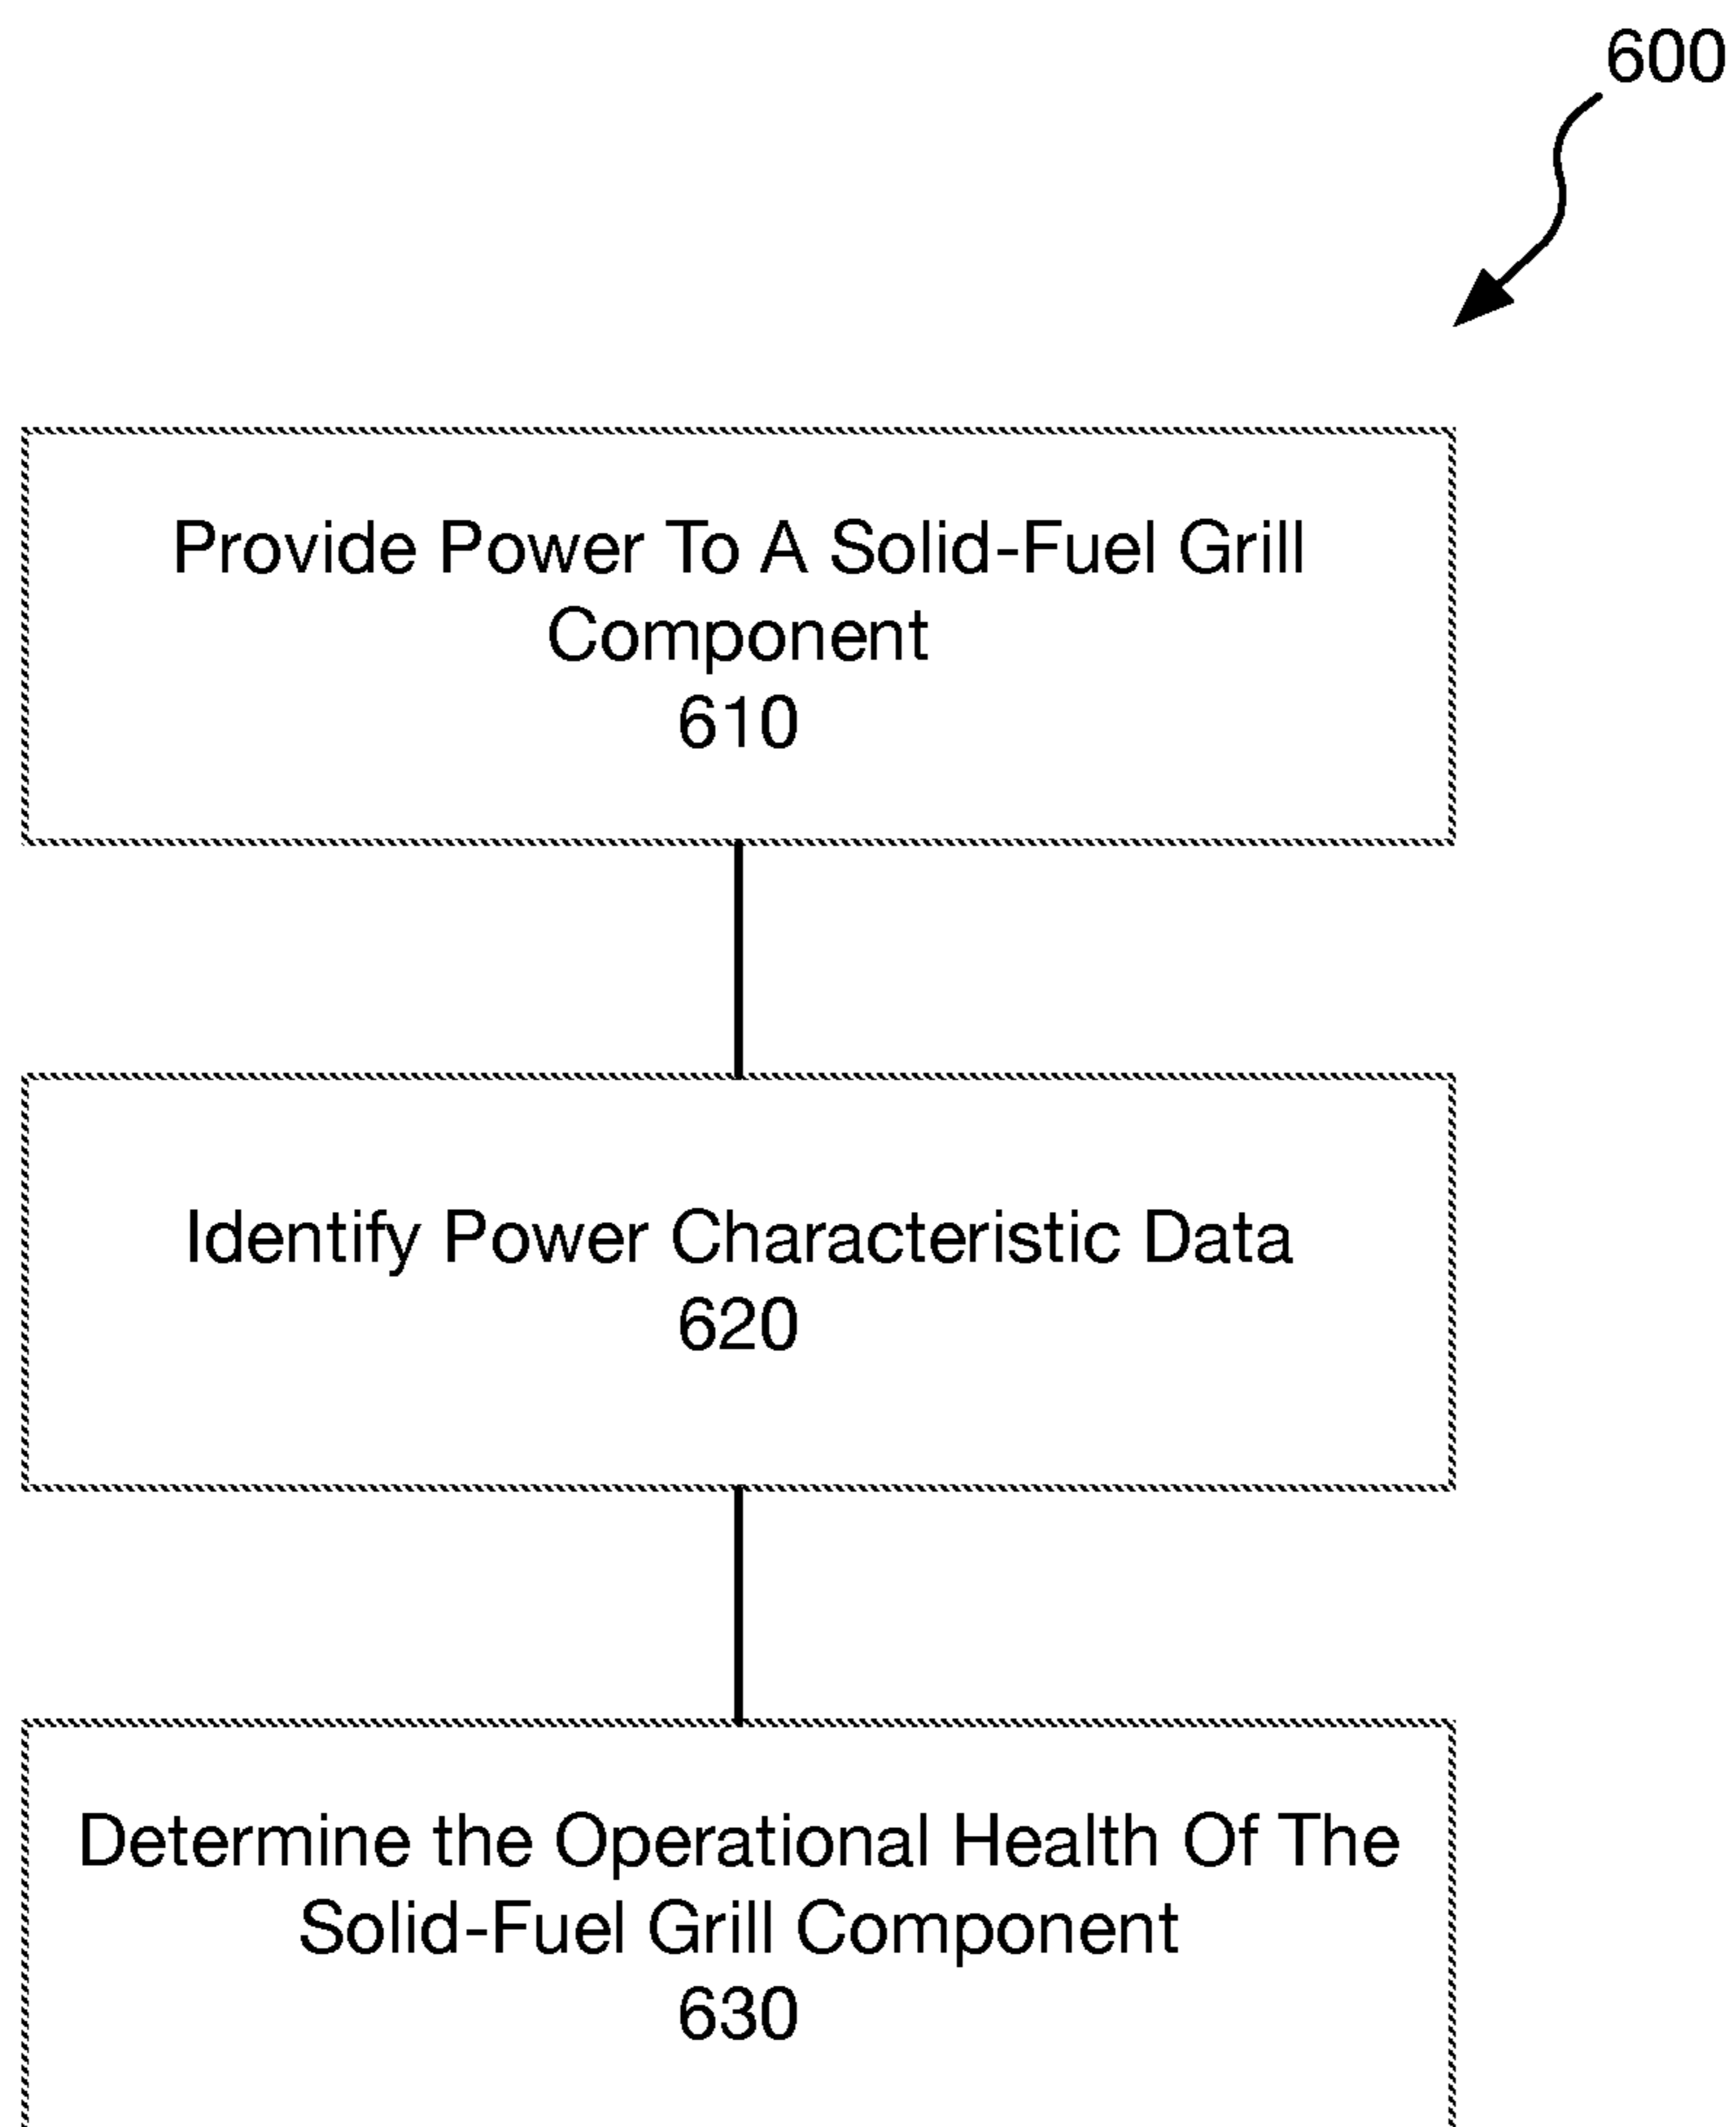 600
Provide Power To A Solid-Fuel Grill
Component
610
Identify Power Characteristic Data
620
Determine the Operational Health Of The
Solid-Fuel Grill Component
630